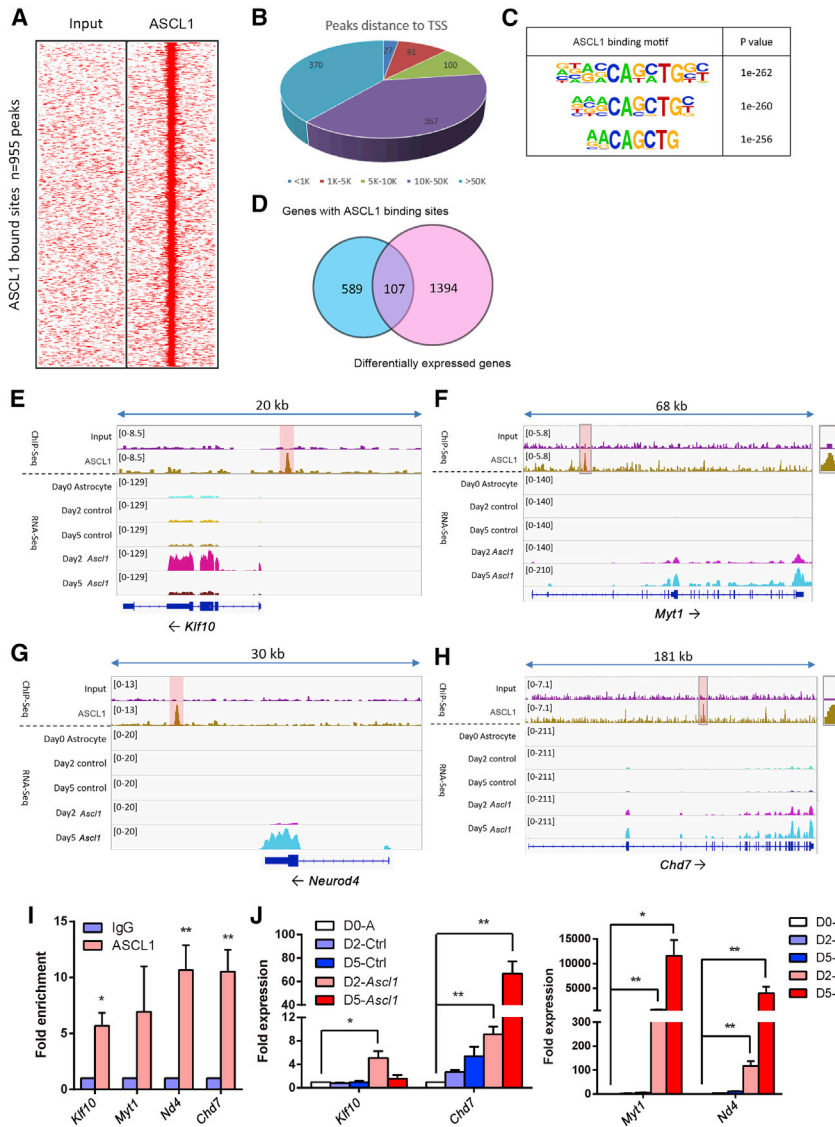 A
Input ASCL1
ASCL1 bound sites n=955 peaks
B
Peaks distance to TSS
27
91
100
367
370
<1K 1K-5K 5K-10K 10K-50K >50K
C
ASCL1 binding motif P value
CAGCTG 1e-262
CAGCTG 1e-260
CAGCTG 1e-256
D
Genes with ASCL1 binding sites
589 107 1394
Differentially expressed genes
E
20 kb
ChIP-Seq
Input [0-8.5]
ASCL1 [0-8.5]
RNA-Seq
Day0 Astrocyte [0-129]
Day2 control [0-129]
Day5 control [0-129]
Day2 Ascl1 [0-129]
Day5 Ascl1 [0-129]
← Klf10
F
68 kb
ChIP-Seq
Input [0-5.8]
ASCL1 [0-5.8]
RNA-Seq
Day0 Astrocyte [0-140]
Day2 control [0-140]
Day5 control [0-140]
Day2 Ascl1 [0-140]
Day5 Ascl1 [0-210]
Myt1 →
G
30 kb
ChIP-Seq
Input [0-13]
ASCL1 [0-13]
RNA-Seq
Day0 Astrocyte [0-20]
Day2 control [0-20]
Day5 control [0-20]
Day2 Ascl1 [0-20]
Day5 Ascl1 [0-20]
← Neurod4
H
181 kb
ChIP-Seq
Input [0-7.1]
ASCL1 [0-7.1]
RNA-Seq
Day0 Astrocyte [0-211]
Day2 control [0-211]
Day5 control [0-211]
Day2 Ascl1 [0-211]
Day5 Ascl1 [0-211]
Chd7 →
I
IgG
ASCL1
Fold enrichment
15
10
5
0
* ** **
Klf10 Myt1 Nd4 Chd7
J
D0-A
D2-Ctrl
D5-Ctrl
D2-Ascl1
D5-Ascl1
Fold expression
100
80
60
40
12
8
4
0
* ** **
Klf10 Chd7
Fold expression
15000
10000
5000
300
200
100
0
* ** ** **
Myt1 Nd4
D0-
D2-
D5-
D2-
D5-